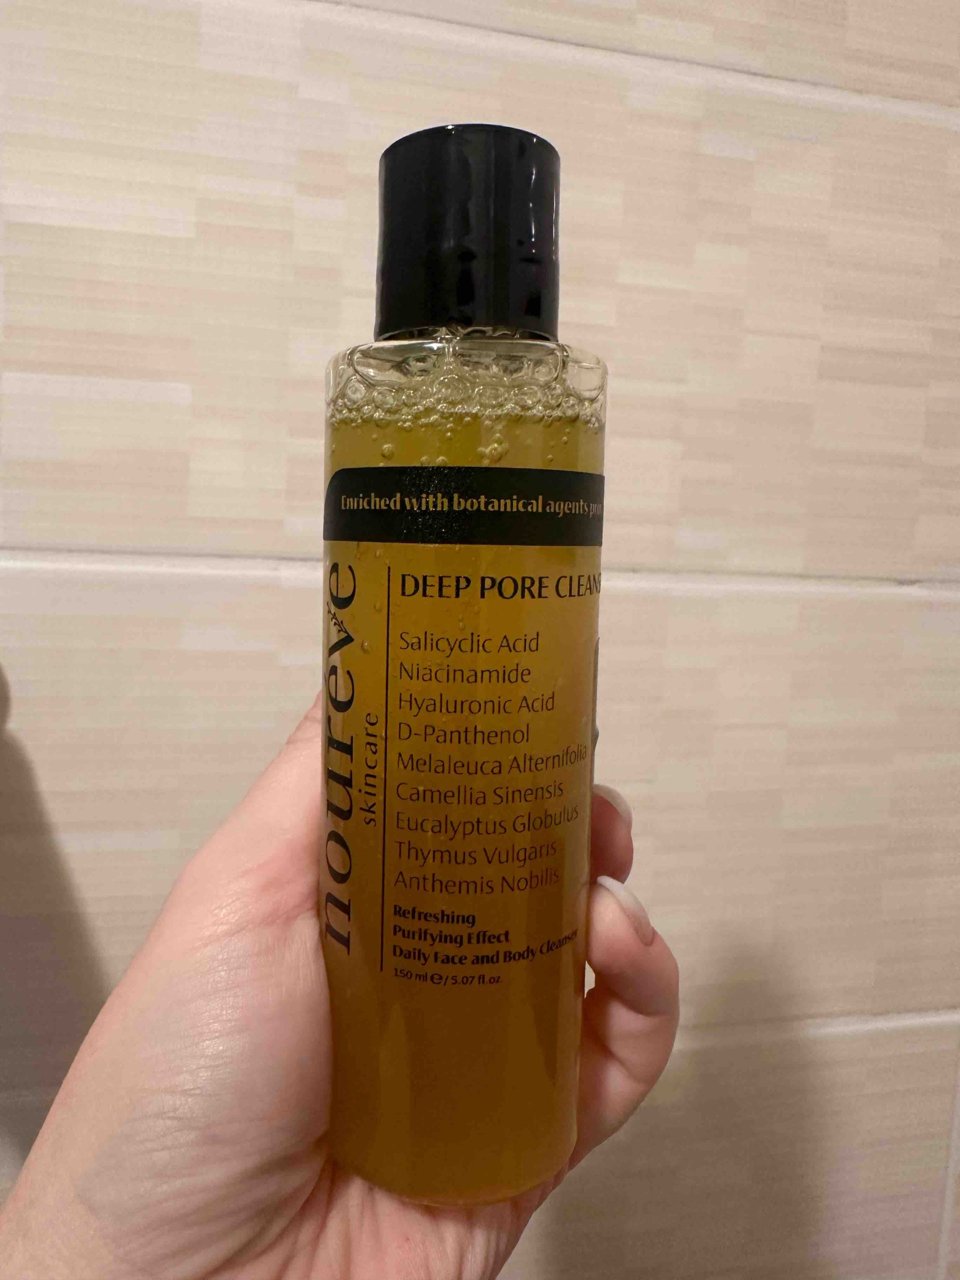 Enriched with botanical agents
DEEP PORE CLEANS
Salicyclic Acid
Niacinamide
Hyaluronic Acid
D-Panthenol
Melaleuca Alternifolia
Camellia Sinensis
Eucalyptus Globulus
Thymus Vulgaris
Anthemis Nobilis
Refreshing
Purifying Effect
Daily Face and Body Cleanser
150 ml ℮/ 5.07 fl.oz.
noureve
skincare